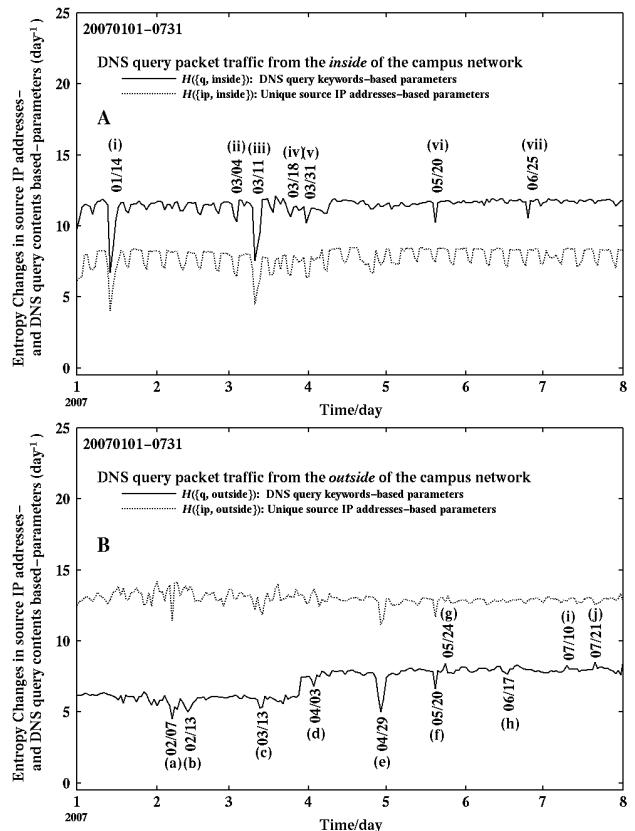 20070101–0731
DNS query packet traffic from the inside of the campus network
H({q, inside}): DNS query keywords–based parameters
H({ip, inside}): Unique source IP addresses–based parameters
A
(i)
01/14
(ii)
03/04
(iii)
03/11
(iv)
03/18
(v)
03/31
(vi)
05/20
(vii)
06/25
Entropy Changes in source IP addresses–
and DNS query contents based–parameters (day-1)
25
20
15
10
5
0
1 2 3 4 5 6 7 8
2007
Time/day
20070101–0731
DNS query packet traffic from the outside of the campus network
H({q, outside}): DNS query keywords–based parameters
H({ip, outside}): Unique source IP addresses–based parameters
B
Entropy Changes in source IP addresses–
and DNS query contents based–parameters (day-1)
25
20
15
10
5
0
02/07
(a)
02/13
(b)
03/13
(c)
04/03
(d)
04/29
(e)
05/20
(f)
05/24
(g)
06/17
(h)
07/10
(i)
07/21
(j)
1 2 3 4 5 6 7 8
2007
Time/day